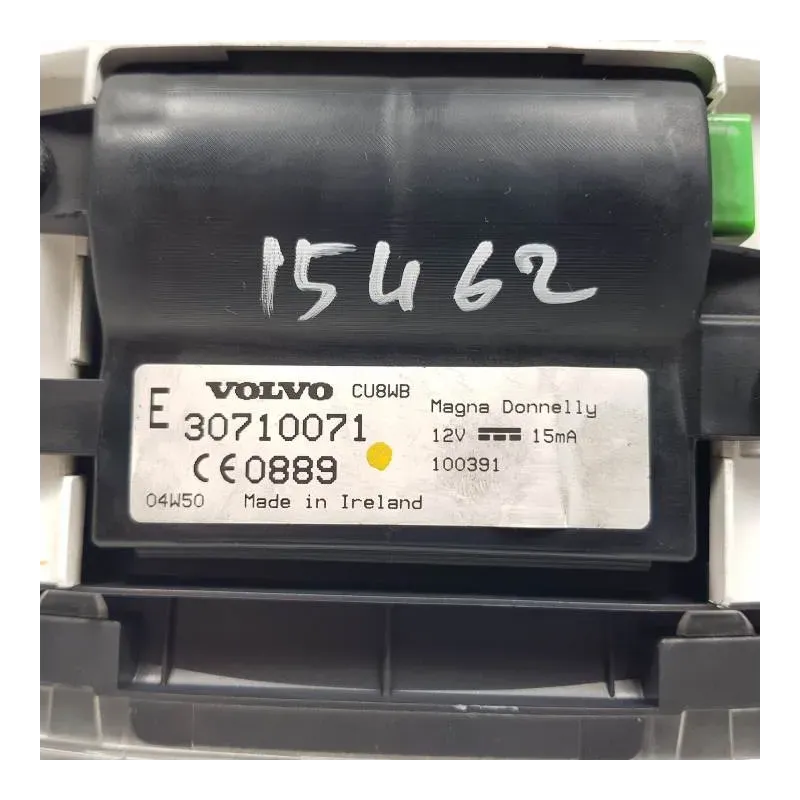 15462
E VOLVO CU8WB
30710071
CE0889
04W50 Made in Ireland
Magna Donnelly
12V 15mA
100391